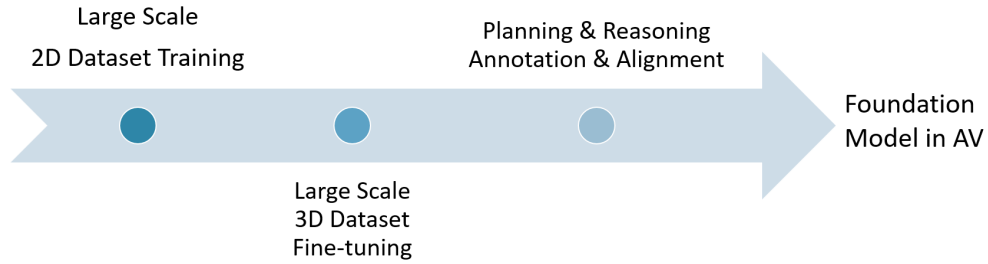 Large Scale
2D Dataset Training
Large Scale
3D Dataset
Fine-tuning
Planning & Reasoning
Annotation & Alignment
Foundation
Model in AV